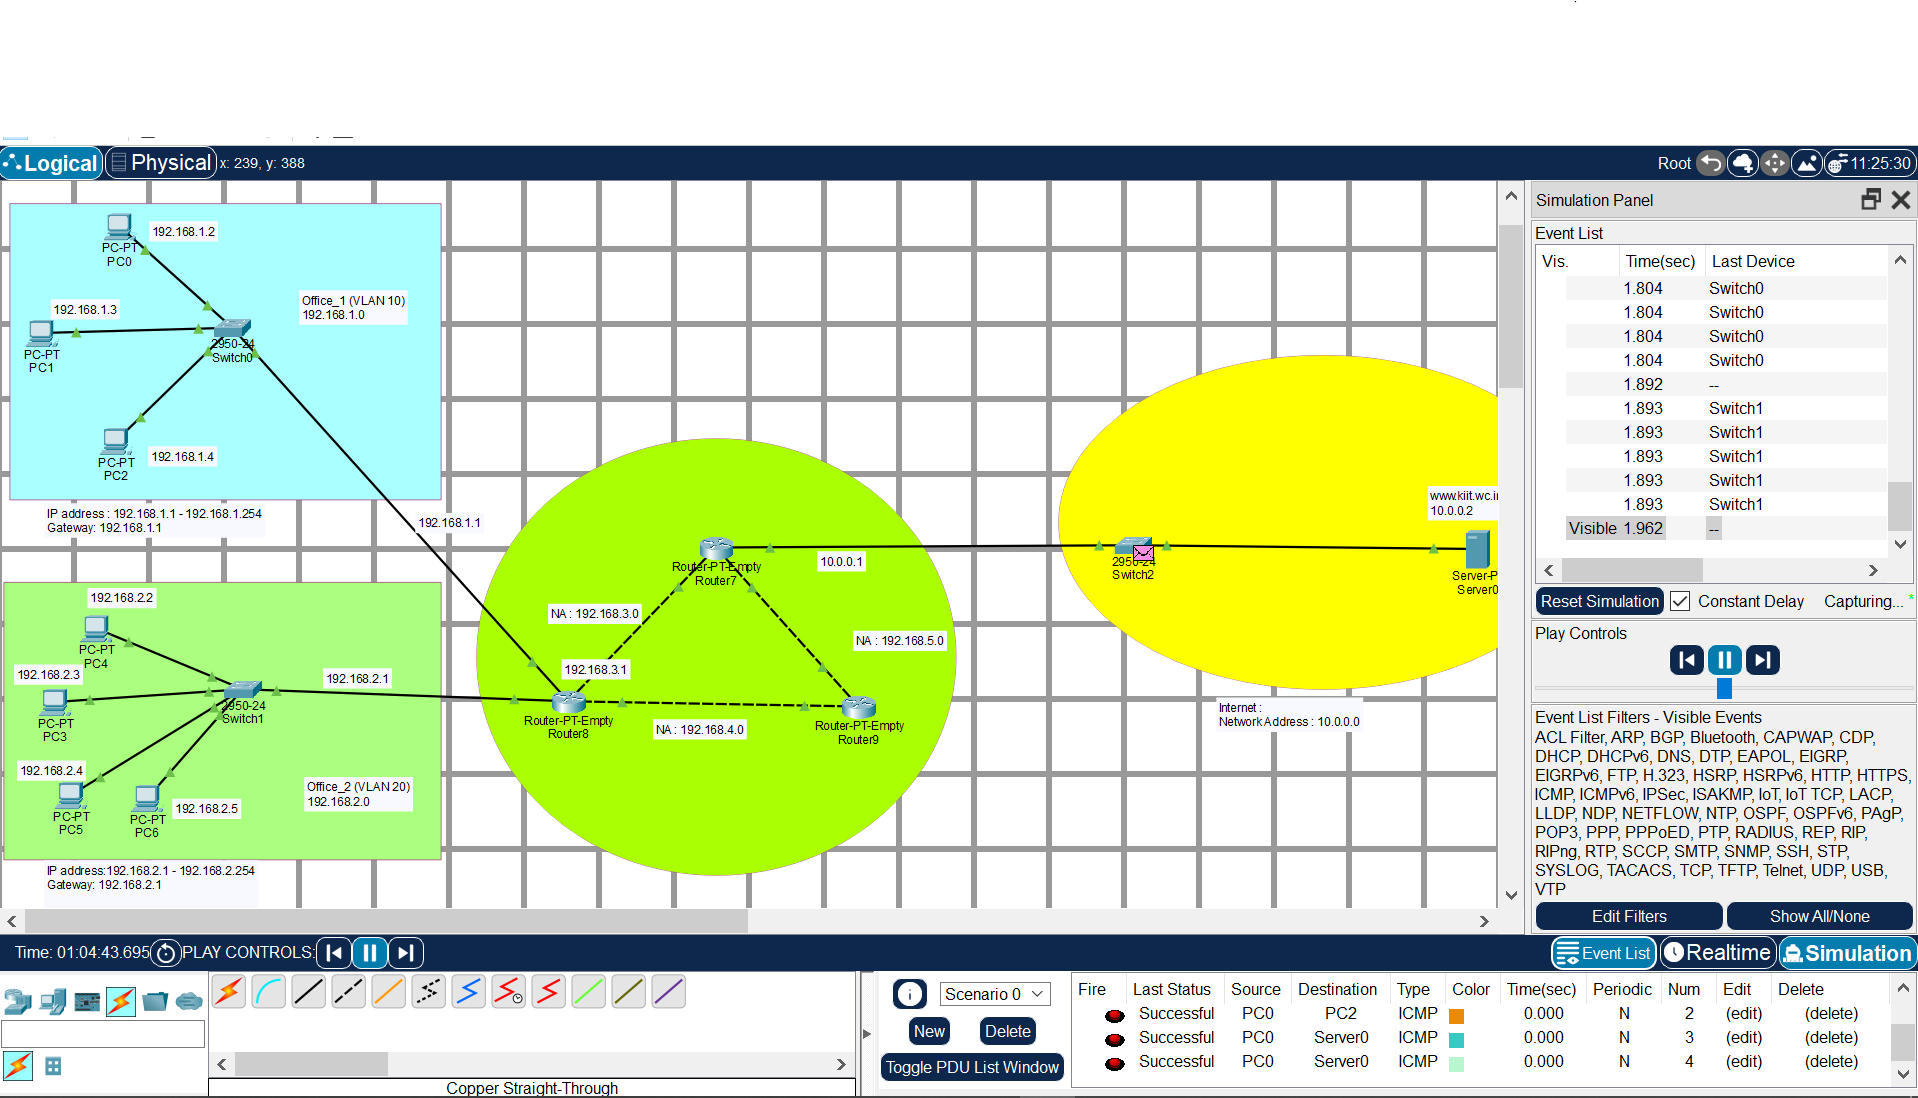 Logical Physical x: 239, y: 388 Root 11:25:30
PC-PT
PC0
192.168.1.2
192.168.1.3
PC-PT
PC1
2950-24
Switch0
Office_1 (VLAN 10)
192.168.1.0
PC-PT
PC2
192.168.1.4
IP address : 192.168.1.1 - 192.168.1.254
Gateway: 192.168.1.1
192.168.1.1
192.168.2.2
PC-PT
PC4
192.168.2.3
PC-PT
PC3
2950-24
Switch1
192.168.2.1
192.168.2.4
PC-PT
PC5
PC-PT
PC6
192.168.2.5
Office_2 (VLAN 20)
192.168.2.0
IP address:192.168.2.1 - 192.168.2.254
Gateway: 192.168.2.1
Router-PT-Empty
Router7
10.0.0.1
NA : 192.168.3.0
NA : 192.168.5.0
192.168.3.1
Router-PT-Empty
Router8
NA : 192.168.4.0
Router-PT-Empty
Router9
2950-24
Switch2
www.kiit.wc.in
10.0.0.2
Server-P
Server0
Internet :
Network Address : 10.0.0.0
Simulation Panel
Event List
Vis. Time(sec) Last Device
1.804 Switch0
1.804 Switch0
1.804 Switch0
1.804 Switch0
1.892 --
1.893 Switch1
1.893 Switch1
1.893 Switch1
1.893 Switch1
1.893 Switch1
Visible 1.962 --
Reset Simulation Constant Delay Capturing... *
Play Controls
Event List Filters - Visible Events
ACL Filter, ARP, BGP, Bluetooth, CAPWAP, CDP,
DHCP, DHCPv6, DNS, DTP, EAPOL, EIGRP,
EIGRPv6, FTP, H.323, HSRP, HSRPv6, HTTP, HTTPS,
ICMP, ICMPv6, IPSec, ISAKMP, IoT, IoT TCP, LACP,
LLDP, NDP, NETFLOW, NTP, OSPF, OSPFv6, PAgP,
POP3, PPP, PPPoED, PTP, RADIUS, REP, RIP,
RIPng, RTP, SCCP, SMTP, SNMP, SSH, STP,
SYSLOG, TACACS, TCP, TFTP, Telnet, UDP, USB,
VTP
Edit Filters Show All/None
Time: 01:04:43.695 PLAY CONTROLS: Event List Realtime Simulation
Copper Straight-Through
Scenario 0
New Delete
Toggle PDU List Window
Fire Last Status Source Destination Type Color Time(sec) Periodic Num Edit Delete
Successful PC0 PC2 ICMP 0.000 N 2 (edit) (delete)
Successful PC0 Server0 ICMP 0.000 N 3 (edit) (delete)
Successful PC0 Server0 ICMP 0.000 N 4 (edit) (delete)